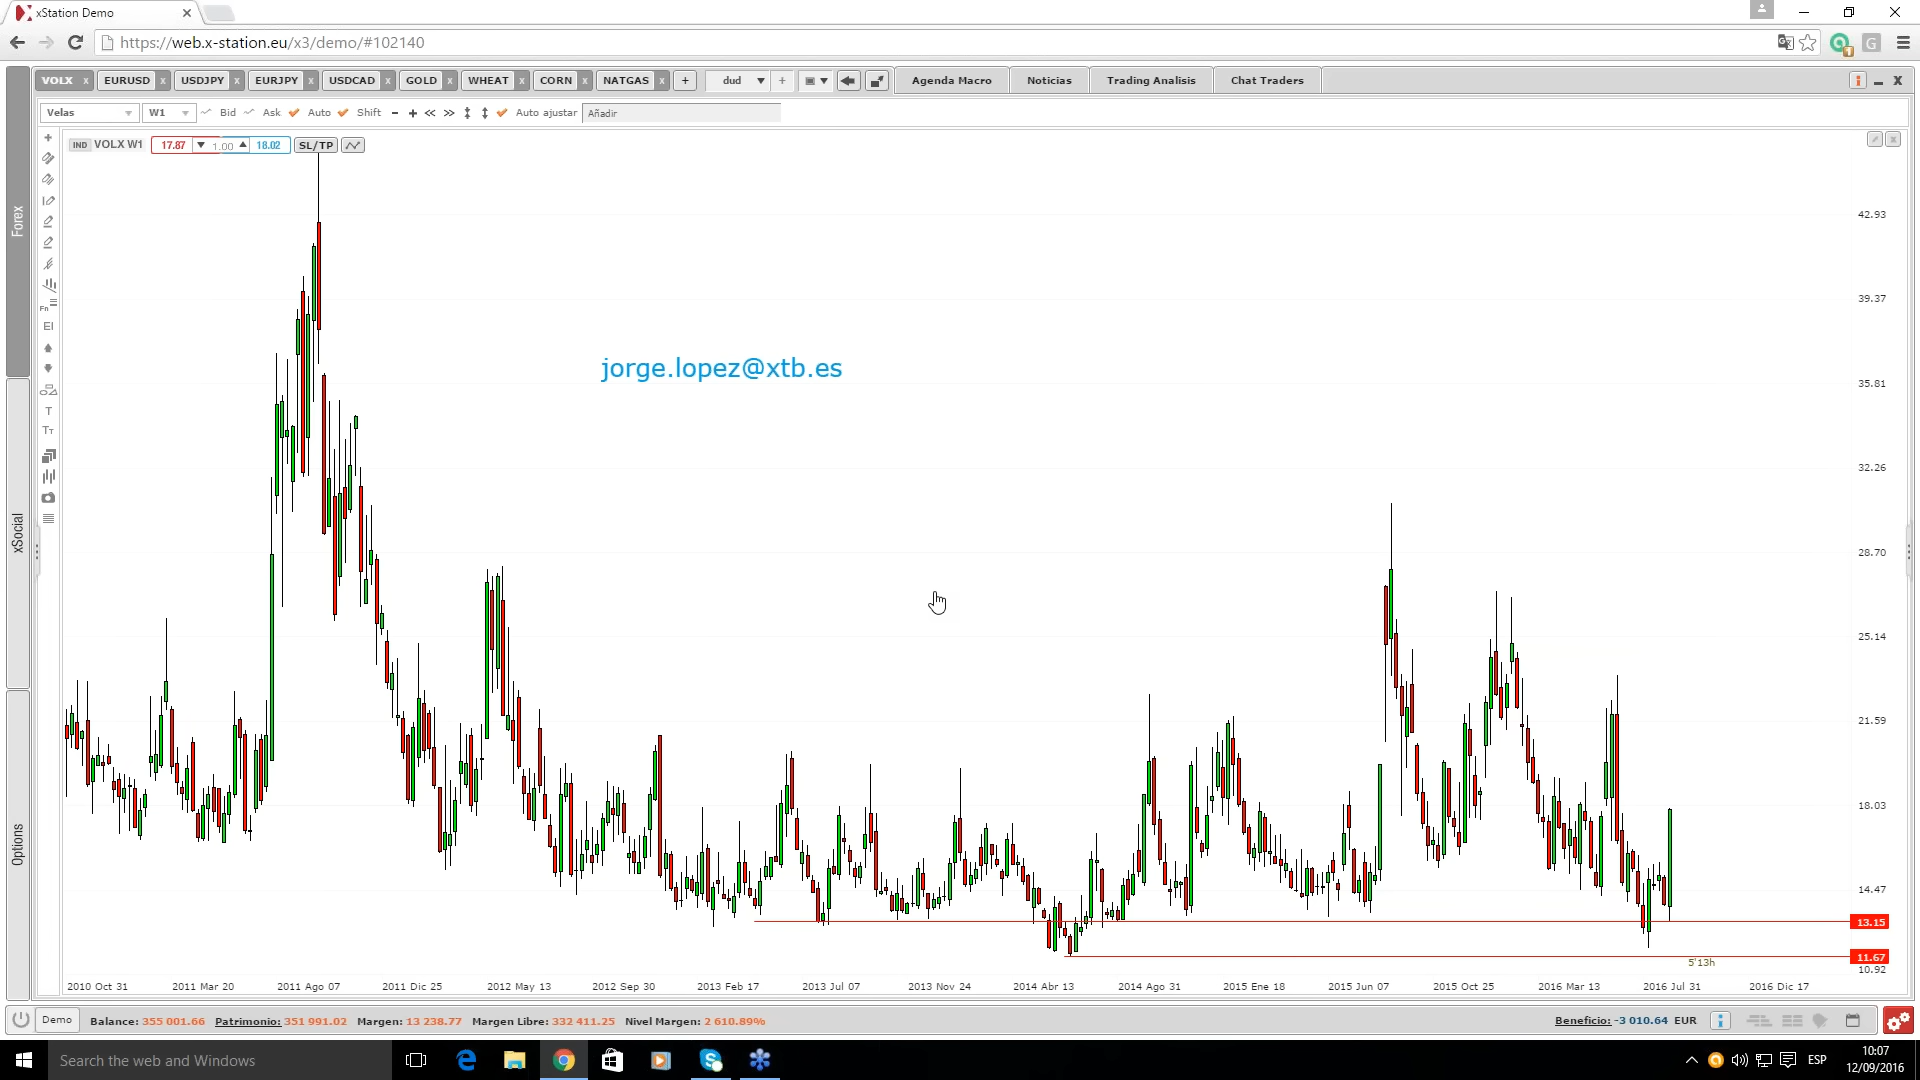 xStation Demo
https://web.x-station.eu/x3/demo/#102140
VOLX x EURUSD x USDJPY x EURJPY x USDCAD x GOLD x WHEAT x CORN x NATGAS x + dud + Agenda Macro Noticias Trading Analisis Chat Traders
Velas W1 Bid Ask Auto Shift Auto ajustar Añadir
IND VOLX W1 17.87 1.00 18.02 SL/TP
Forex
xSocial
Options
Fn
EI
T
TT
jorge.lopez@xtb.es
42.93
39.37
35.81
32.26
28.70
25.14
21.59
18.03
14.47
13.15
11.67
5'13h
10.92
2010 Oct 31 2011 Mar 20 2011 Ago 07 2011 Dic 25 2012 May 13 2012 Sep 30 2013 Feb 17 2013 Jul 07 2013 Nov 24 2014 Abr 13 2014 Ago 31 2015 Ene 18 2015 Jun 07 2015 Oct 25 2016 Mar 13 2016 Jul 31 2016 Dic 17
Demo Balance: 355 001.66 Patrimonio: 351 991.02 Margen: 13 238.77 Margen Libre: 332 411.25 Nivel Margen: 2 610.89% Beneficio: -3 010.64 EUR
Search the web and Windows
ESP
10:07
12/09/2016